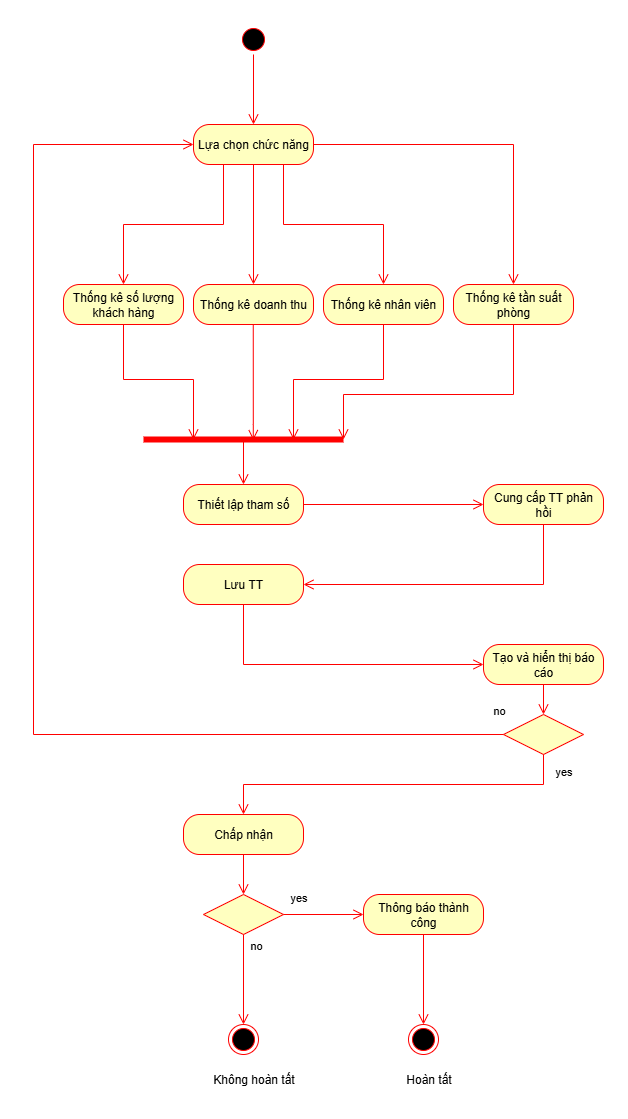 Lựa chọn chức năng
Thống kê số lượng
khách hàng
Thống kê doanh thu
Thống kê nhân viên
Thống kê tần suất
phòng
Thiết lập tham số
Cung cấp TT phản
hồi
Lưu TT
Tạo và hiển thị báo
cáo
no
yes
Chấp nhận
yes
Thông báo thành
công
no
Không hoàn tất
Hoàn tất